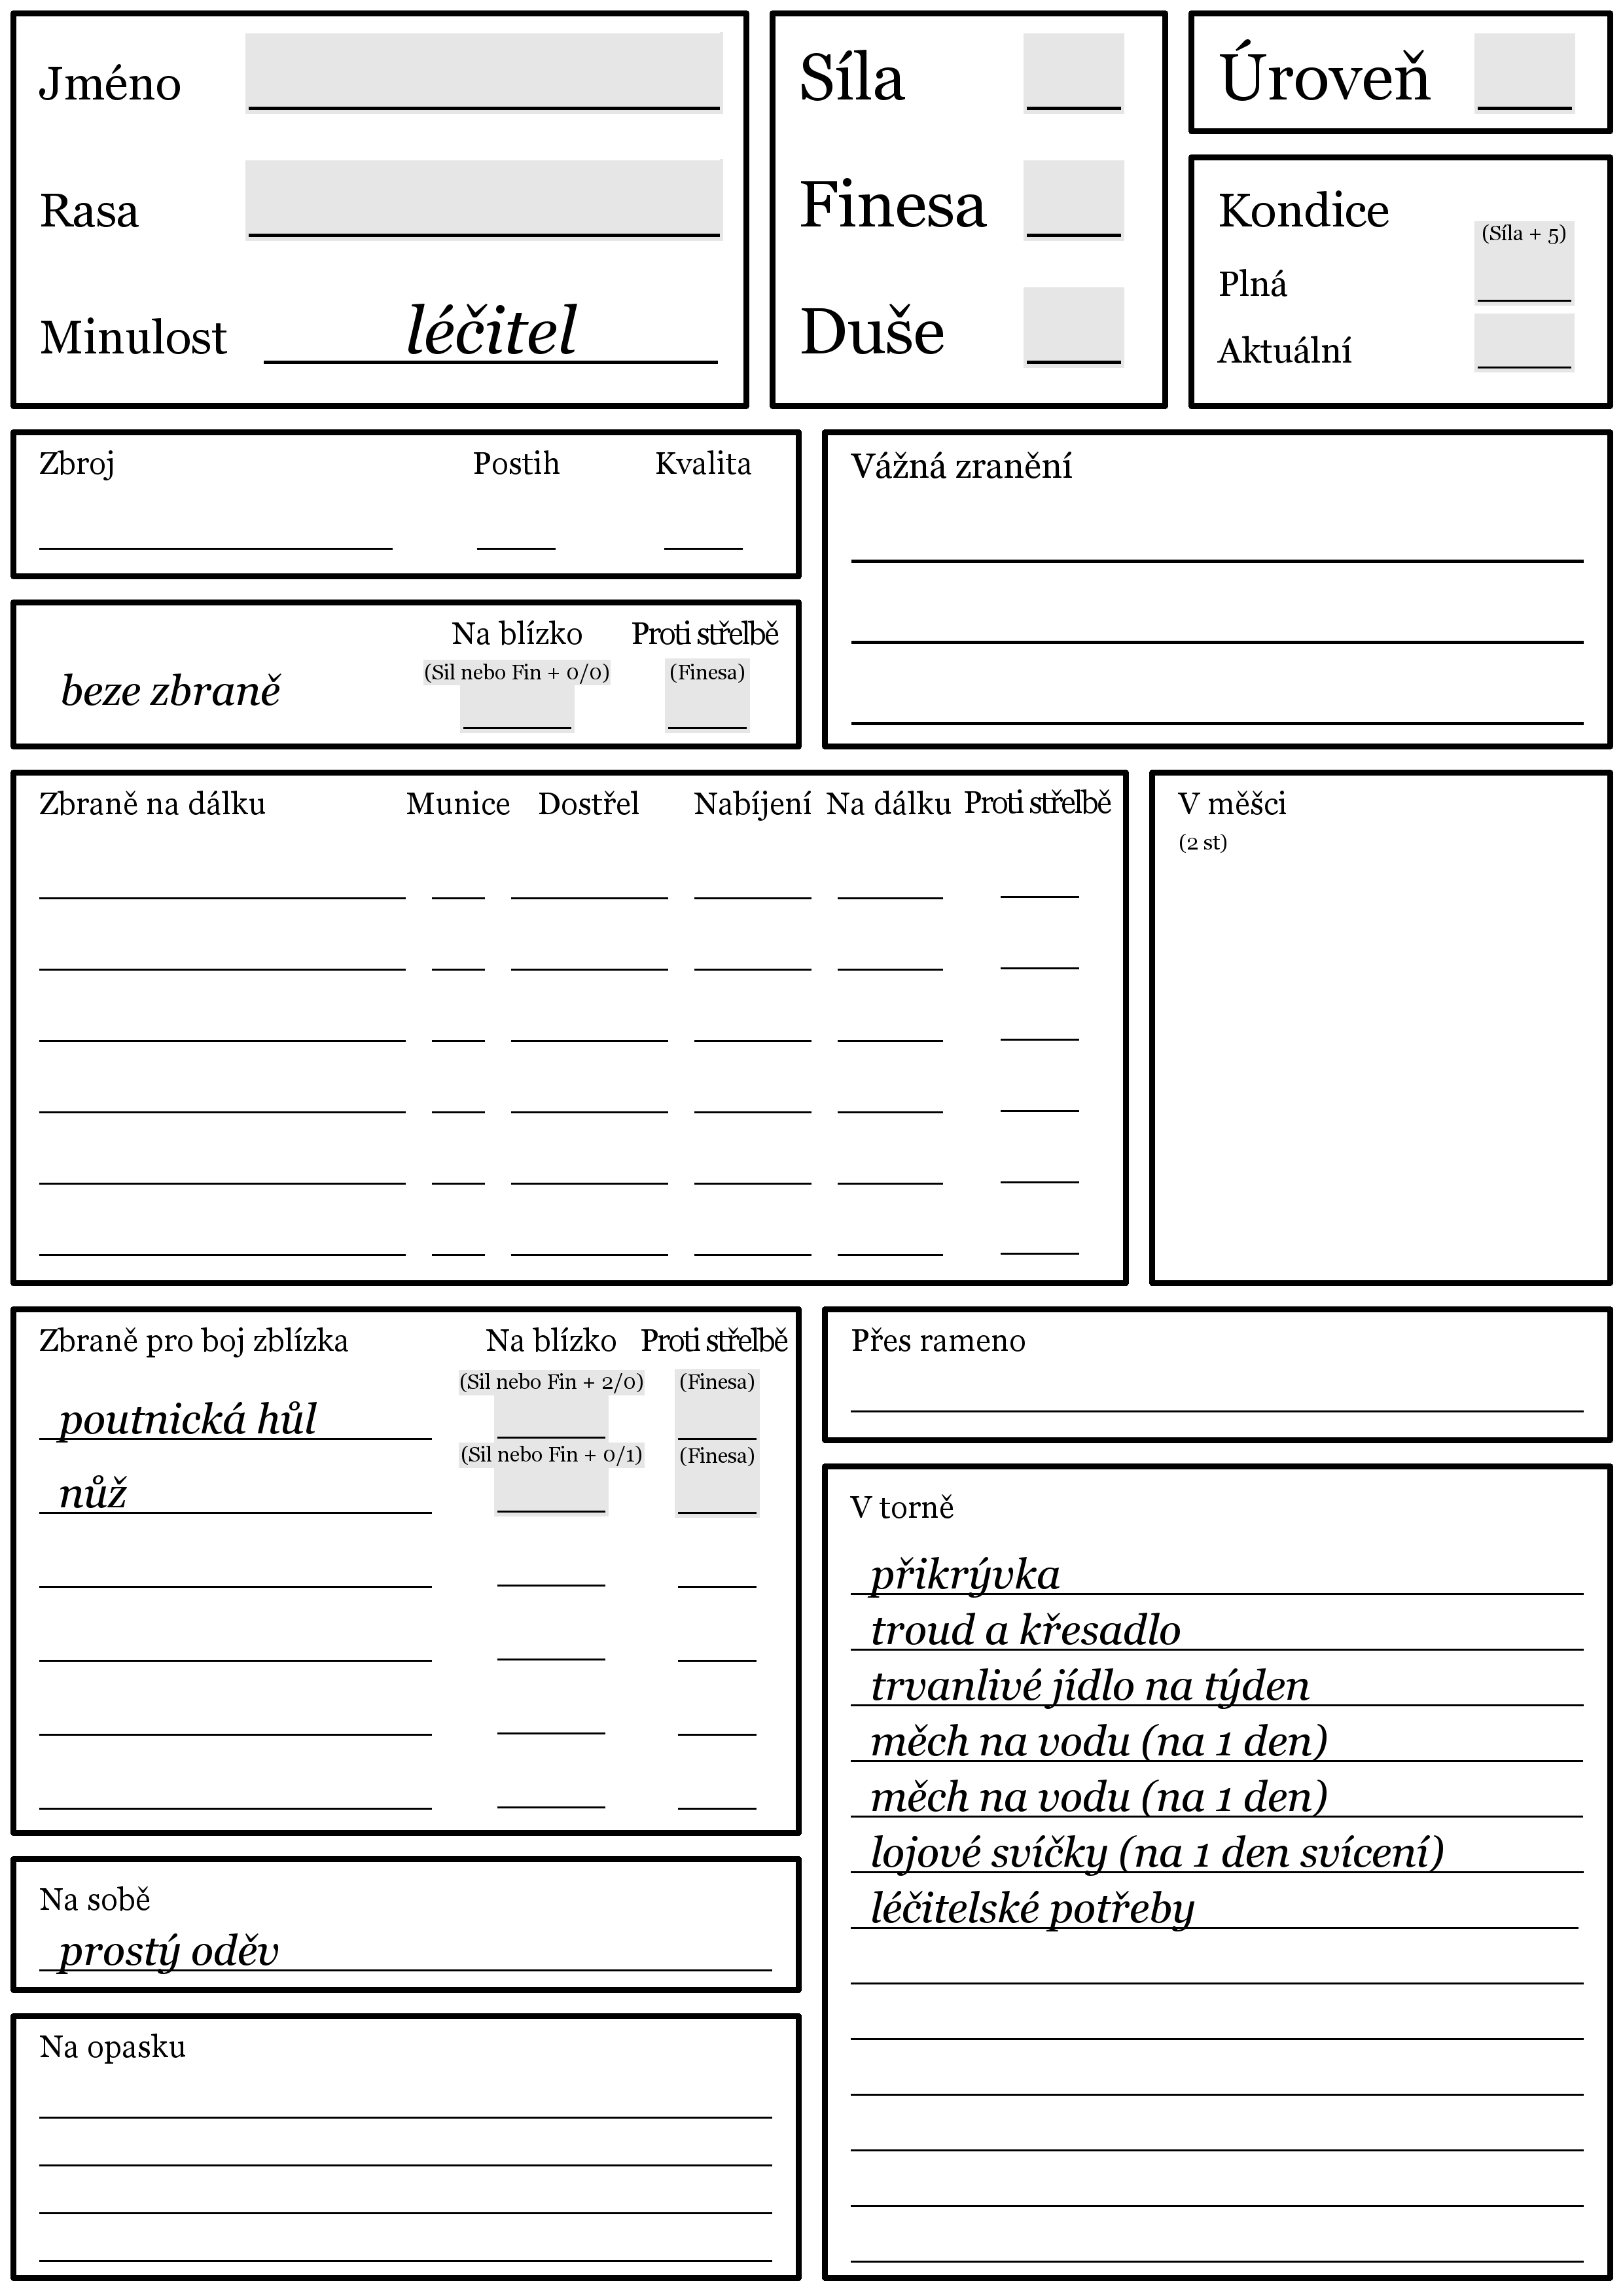 Jméno
Rasa
Minulost léčitel
Síla
Finesa
Duše
Úroveň
Kondice
(Síla + 5)
Plná
Aktuální
Zbroj Postih Kvalita
Vážná zranění
Na blízko Proti střelbě
(Sil nebo Fin + 0/0) (Finesa)
beze zbraně
Zbraně na dálku Munice Dostřel Nabíjení Na dálku Proti střelbě
V měšci
(2 st)
Zbraně pro boj zblízka Na blízko Proti střelbě
(Sil nebo Fin + 2/0) (Finesa)
poutnická hůl
(Sil nebo Fin + 0/1) (Finesa)
nůž
Přes rameno
V torně
přikrývka
troud a křesadlo
trvanlivé jídlo na týden
měch na vodu (na 1 den)
měch na vodu (na 1 den)
lojové svíčky (na 1 den svícení)
léčitelské potřeby
Na sobě
prostý oděv
Na opasku